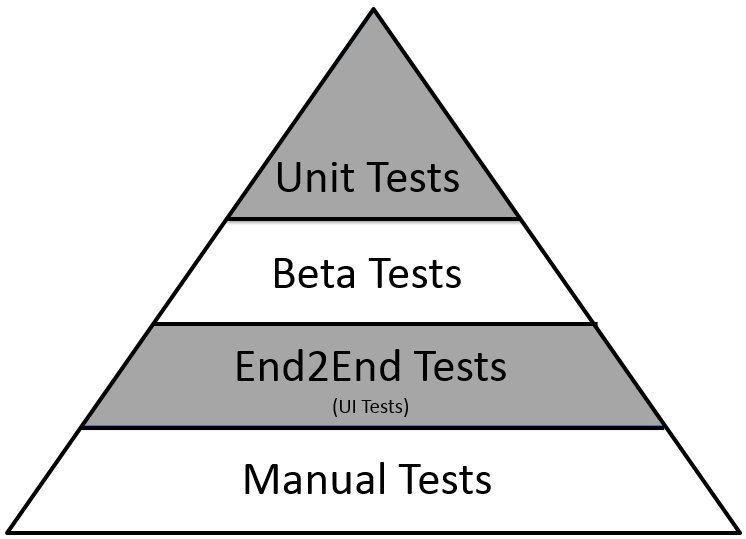 Unit Tests
Beta Tests
End2End Tests
(UI Tests)
Manual Tests